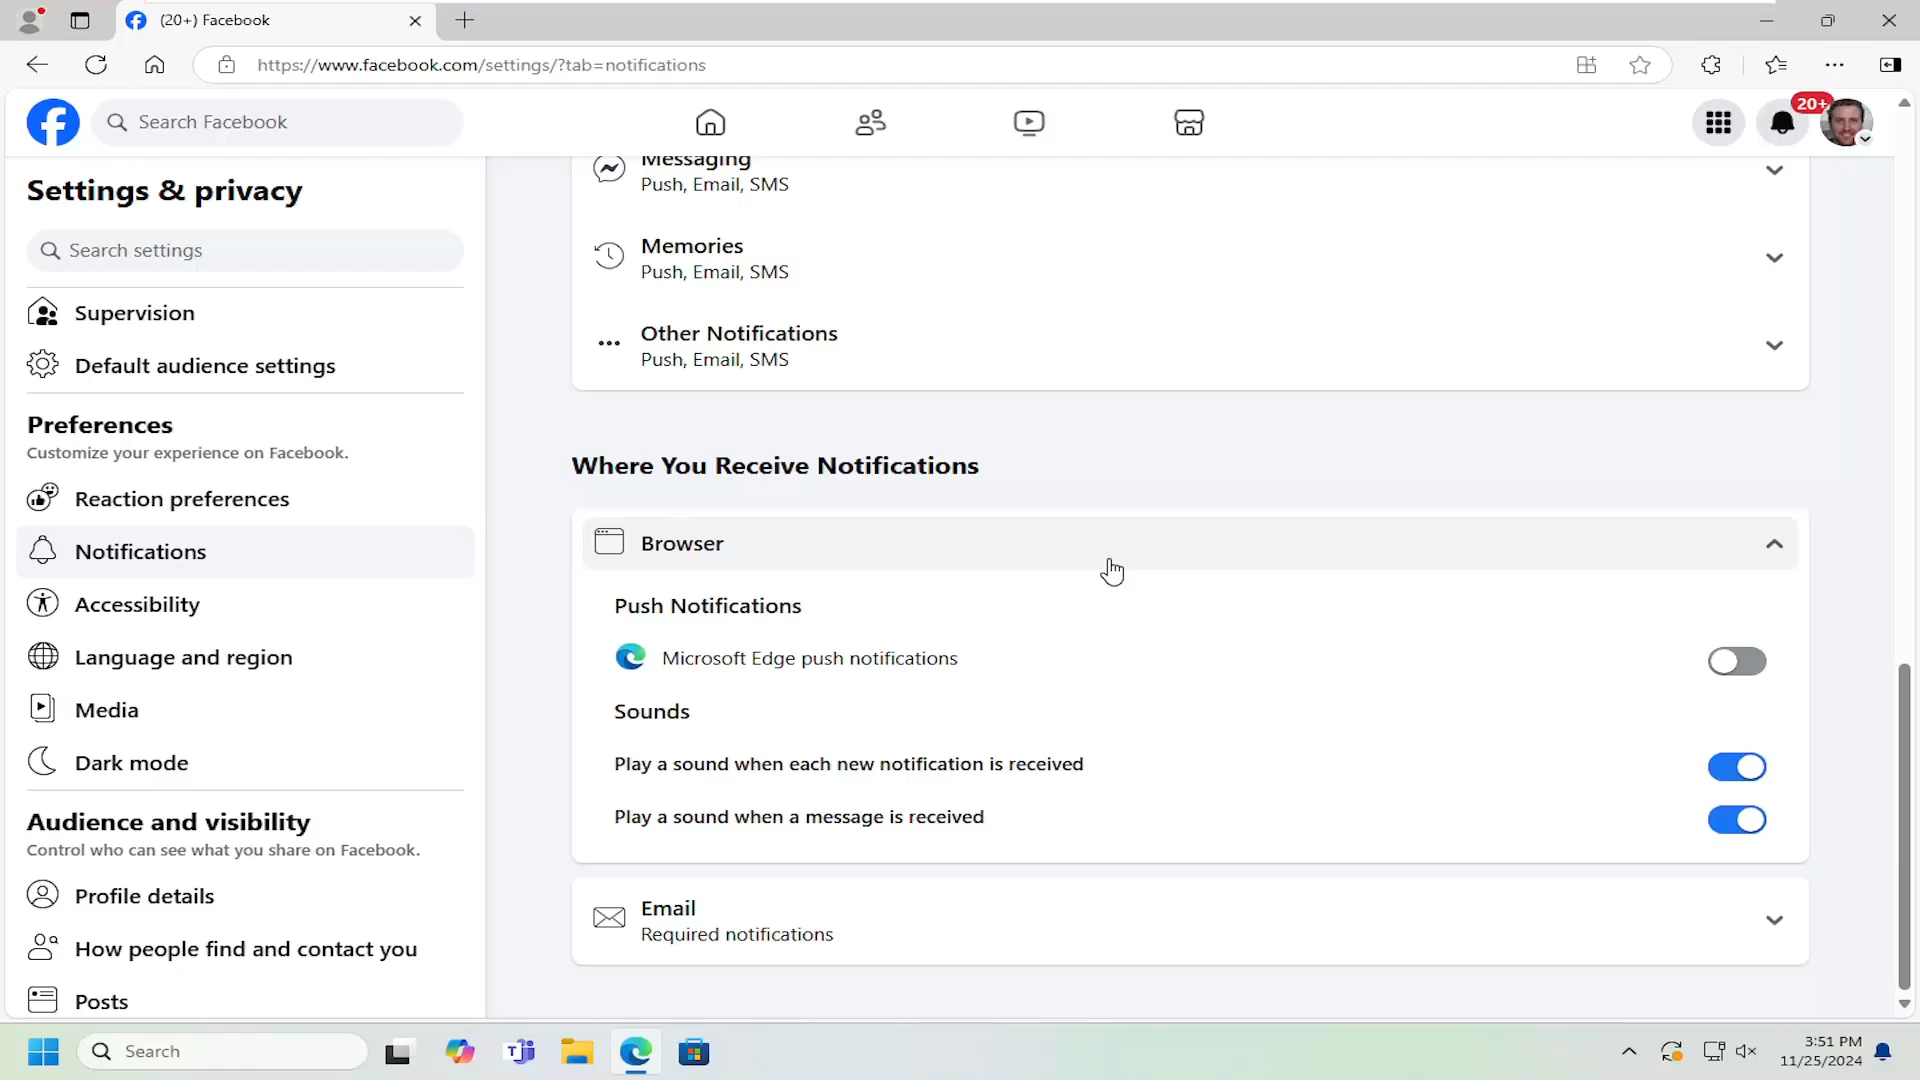 (20+) Facebook
https://www.facebook.com/settings/?tab=notifications
Search Facebook
20+
Settings & privacy
Search settings
Supervision
Default audience settings
Preferences
Customize your experience on Facebook.
Reaction preferences
Notifications
Accessibility
Language and region
Media
Dark mode
Audience and visibility
Control who can see what you share on Facebook.
Profile details
How people find and contact you
Posts
Messaging
Push, Email, SMS
Memories
Push, Email, SMS
Other Notifications
Push, Email, SMS
Where You Receive Notifications
Browser
Push Notifications
Microsoft Edge push notifications
Sounds
Play a sound when each new notification is received
Play a sound when a message is received
Email
Required notifications
Search
3:51 PM
11/25/2024